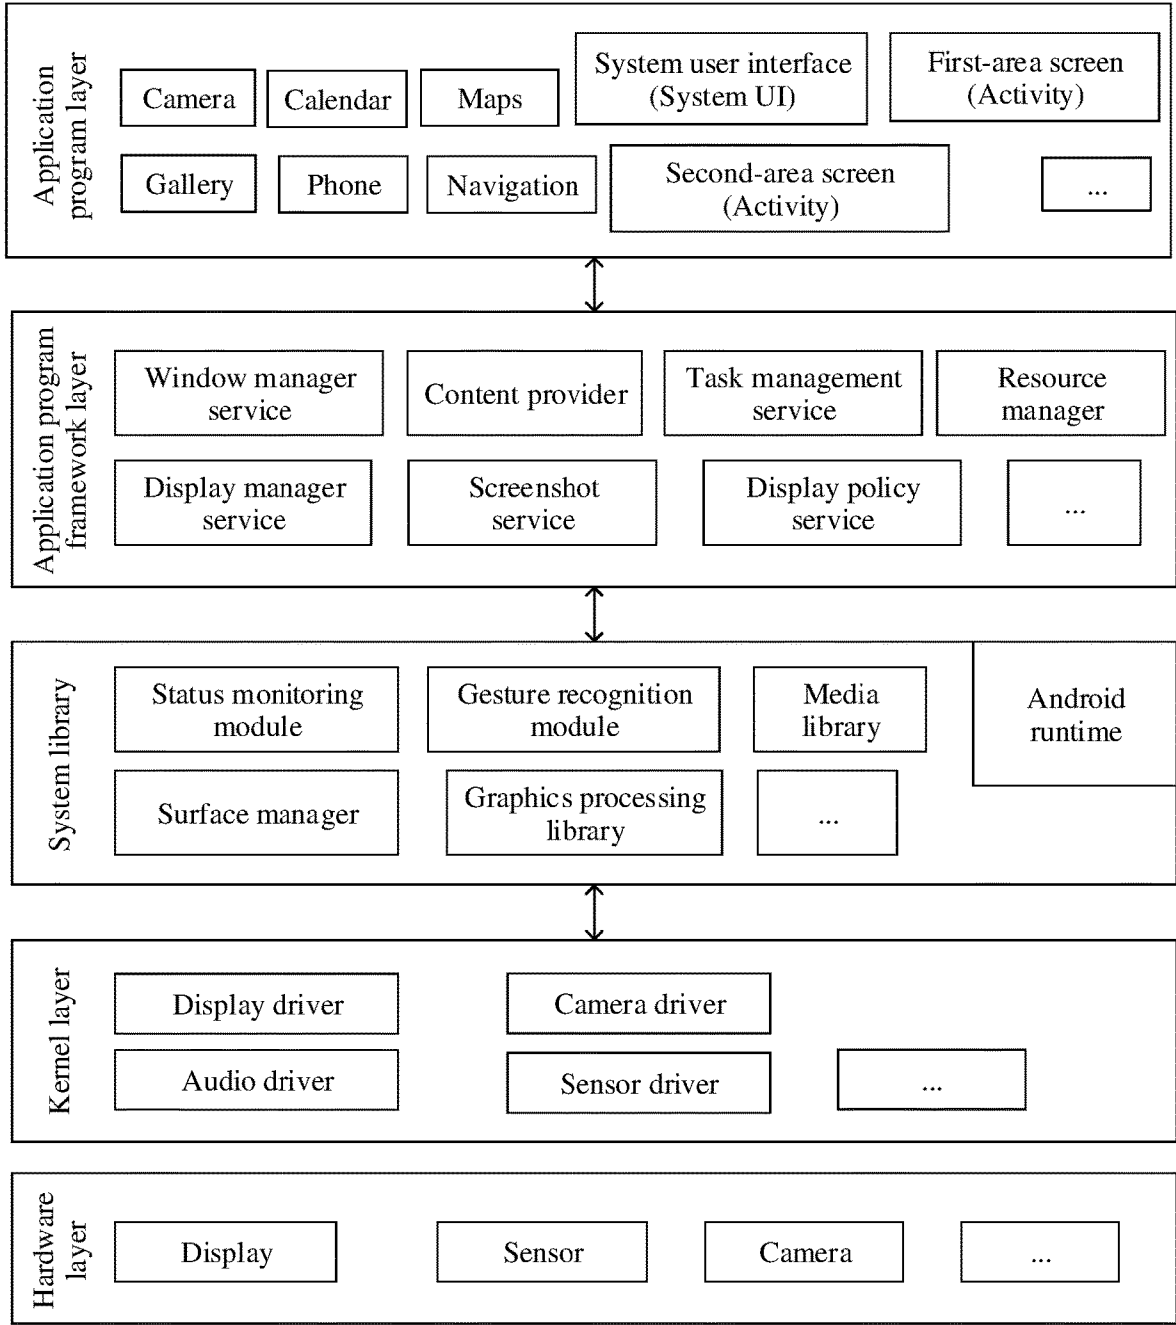 Application
program layer
Camera
Calendar
Maps
System user interface
(System UI)
First-area screen
(Activity)
Gallery
Phone
Navigation
Second-area screen
(Activity)
...
Application program
framework layer
Window manager
service
Content provider
Task management
service
Resource
manager
Display manager
service
Screenshot
service
Display policy
service
...
System library
Status monitoring
module
Gesture recognition
module
Media
library
Android
runtime
Surface manager
Graphics processing
library
...
Kernel layer
Display driver
Camera driver
Audio driver
Sensor driver
...
Hardware
layer
Display
Sensor
Camera
...